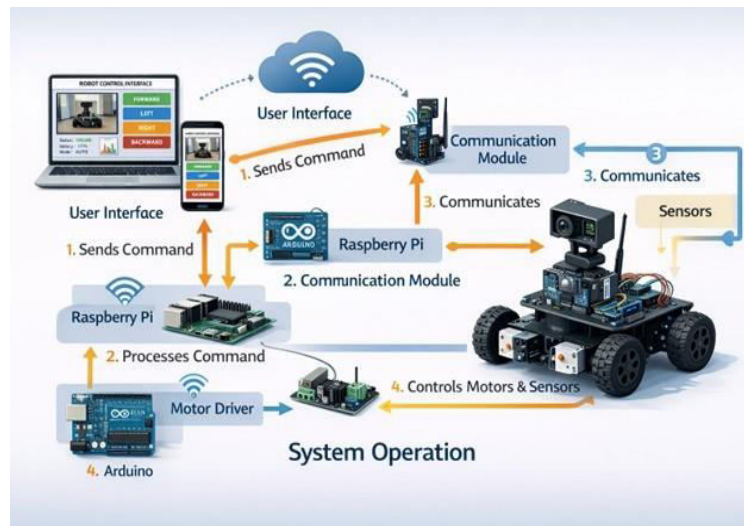 ROBOT CONTROL INTERFACE
FORWARD
LEFT
RIGHT
BACKWARD
User Interface
Communication
Module
1. Sends Command
3
3. Communicates
User Interface
3. Communicates
Sensors
1. Sends Command
ARDUINO
Raspberry Pi
2. Communication Module
Raspberry Pi
2. Processes Command
Motor Driver
4. Controls Motors & Sensors
ARDUINO
4. Arduino
System Operation